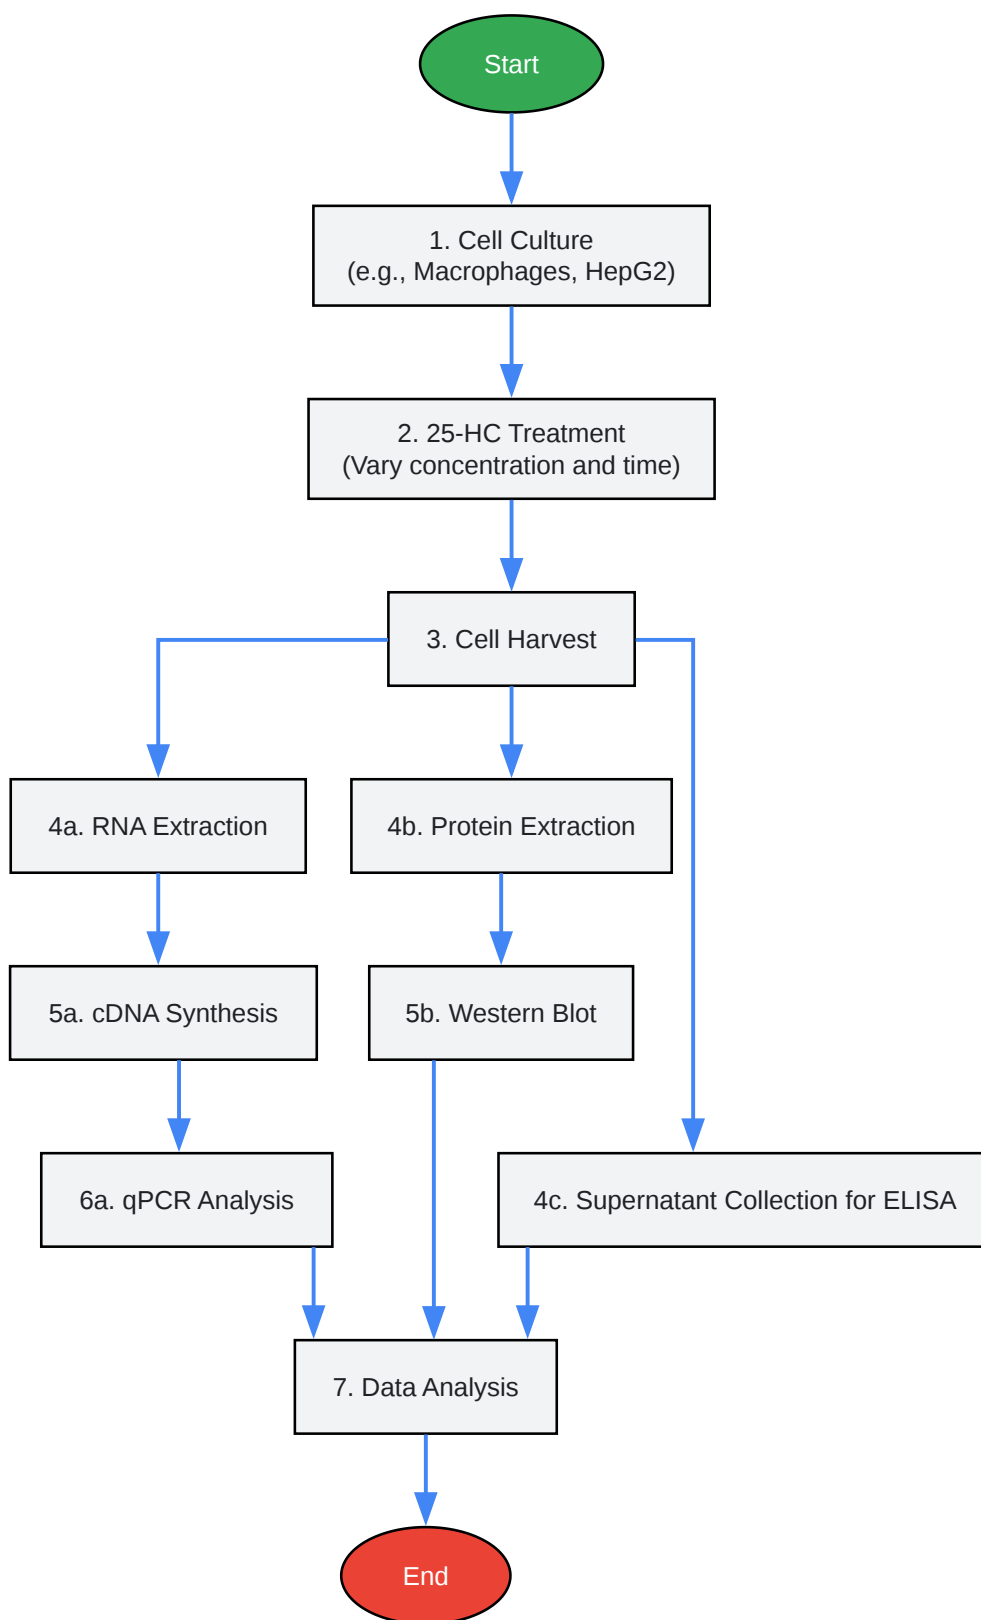 Start
1. Cell Culture
(e.g., Macrophages, HepG2)
2. 25-HC Treatment
(Vary concentration and time)
3. Cell Harvest
4a. RNA Extraction
4b. Protein Extraction
5a. cDNA Synthesis
5b. Western Blot
6a. qPCR Analysis
4c. Supernatant Collection for ELISA
7. Data Analysis
End